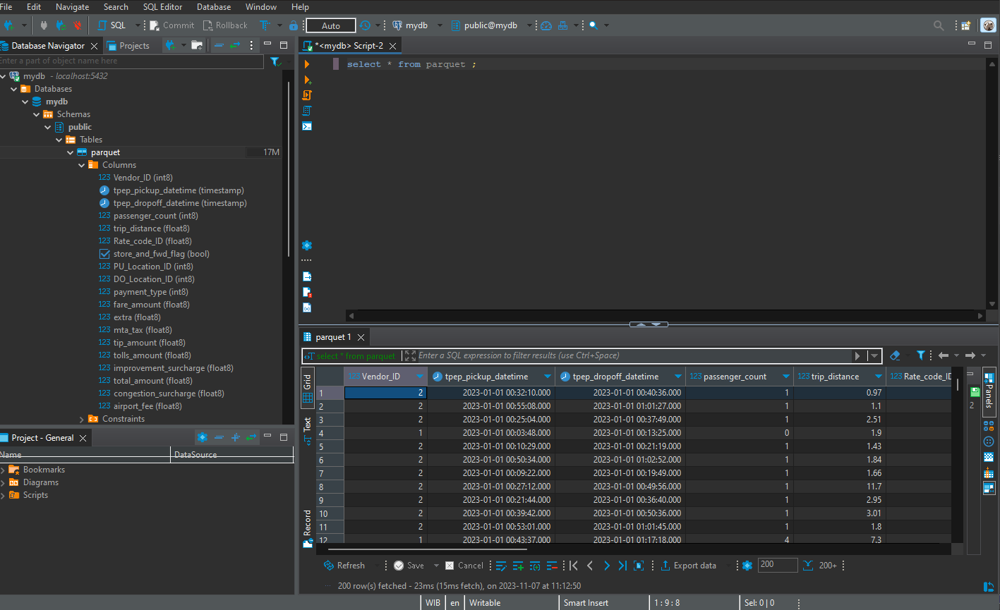 File Edit Navigate Search SQL Editor Database Window Help
SQL Commit Rollback Auto mydb public@mydb
Database Navigator Projects
Enter a part of object name here
mydb - localhost:5432
Databases
mydb
Schemas
public
Tables
parquet 17M
Columns
123 Vendor_ID (int8)
tpep_pickup_datetime (timestamp)
tpep_dropoff_datetime (timestamp)
123 passenger_count (int8)
123 trip_distance (float8)
123 Rate_code_ID (float8)
store_and_fwd_flag (bool)
123 PU_Location_ID (int8)
123 DO_Location_ID (int8)
123 payment_type (int8)
123 fare_amount (float8)
123 extra (float8)
123 mta_tax (float8)
123 tip_amount (float8)
123 tolls_amount (float8)
123 improvement_surcharge (float8)
123 total_amount (float8)
123 congestion_surcharge (float8)
123 airport_fee (float8)
Constraints
Project - General
Name DataSource
Bookmarks
Diagrams
Scripts
*<mydb> Script-2
select * from parquet ;
parquet 1
select * from parquet Enter a SQL expression to filter results (use Ctrl+Space)
Grid
Text
Record
123 Vendor_ID tpep_pickup_datetime tpep_dropoff_datetime 123 passenger_count 123 trip_distance 123 Rate_code_ID
1 2 2023-01-01 00:32:10.000 2023-01-01 00:40:36.000 1 0.97
2 2 2023-01-01 00:55:08.000 2023-01-01 01:01:27.000 1 1.1
3 2 2023-01-01 00:25:04.000 2023-01-01 00:37:49.000 1 2.51
4 1 2023-01-01 00:03:48.000 2023-01-01 00:13:25.000 0 1.9
5 2 2023-01-01 00:10:29.000 2023-01-01 00:21:19.000 1 1.43
6 2 2023-01-01 00:50:34.000 2023-01-01 01:02:52.000 1 1.84
7 2 2023-01-01 00:09:22.000 2023-01-01 00:19:49.000 1 1.66
8 2 2023-01-01 00:27:12.000 2023-01-01 00:49:56.000 1 11.7
9 2 2023-01-01 00:21:44.000 2023-01-01 00:36:40.000 1 2.95
10 2 2023-01-01 00:39:42.000 2023-01-01 00:50:36.000 1 3.01
11 2 2023-01-01 00:53:01.000 2023-01-01 01:01:45.000 1 1.8
12 1 2023-01-01 00:43:37.000 2023-01-01 01:17:18.000 4 7.3
2
Panels
Refresh Save Cancel Export data 200 200+
200 row(s) fetched - 23ms (15ms fetch), on 2023-11-07 at 11:12:50
WIB en Writable Smart Insert 1 : 9 : 8 Sel: 0 | 0